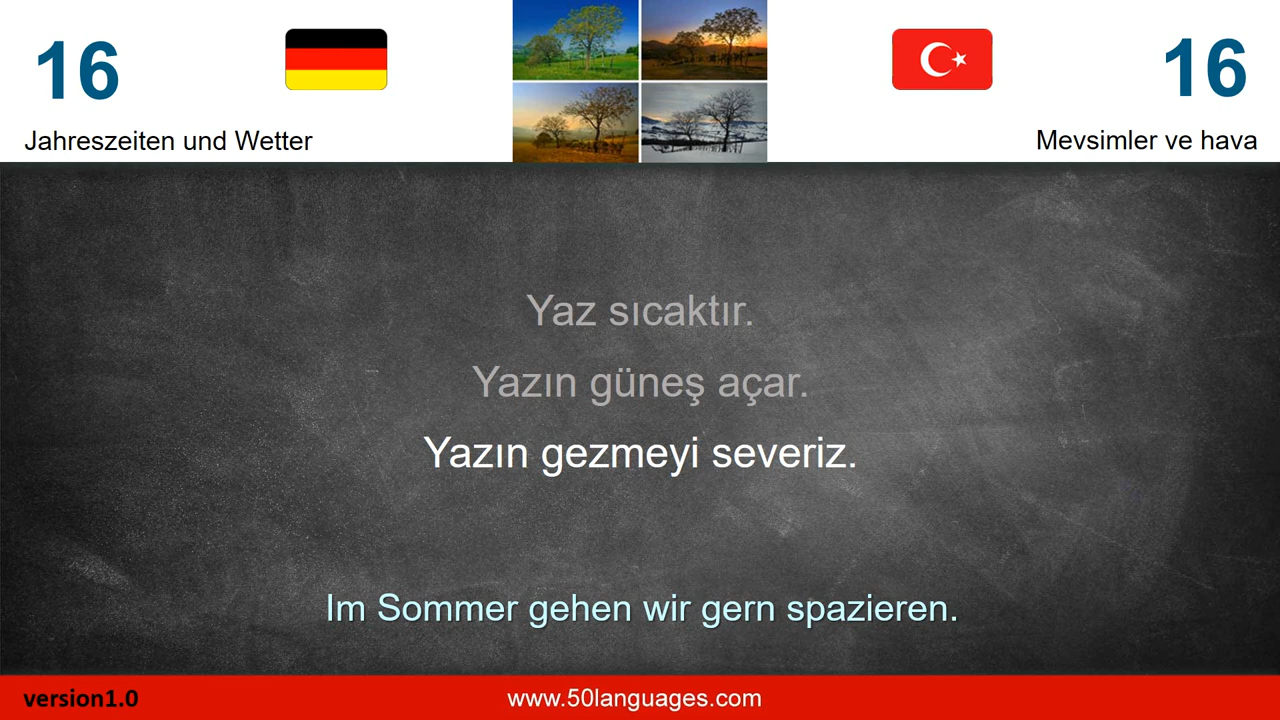 16
16
Jahreszeiten und Wetter
Mevsimler ve hava
Yaz sıcaktır.
Yazın güneş açar.
Yazın gezmeyi severiz.
Im Sommer gehen wir gern spazieren.
version1.0
www.50languages.com